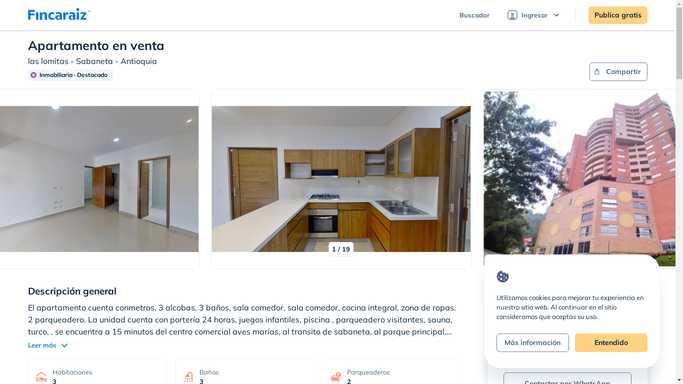 Fincaraiz
Buscador
Ingresar
Publica gratis
Apartamento en venta
las lomitas - Sabaneta - Antioquia
Inmobiliaria · Destacado
Compartir
1 / 19
Descripción general
El apartamento cuenta conmetros, 3 alcobas, 3 baños, sala comedor, sala comedor, cocina integral, zona de ropas.
2 parqueadero. La unidad cuenta con portería 24 horas, juegos infantiles, piscina , parqueadero visitantes, sauna,
turco, . se encuentra a 15 minutos del centro comercial aves marías, al transito de sabaneta, al parque principal,...
Leer más
Habitaciones
3
Baños
3
Parqueaderos
2
Utilizamos cookies para mejorar tu experiencia en
nuestro sitio web. Al continuar en el sitio
consideramos que aceptas su uso.
Más información
Entendido
Contactar por WhatsApp